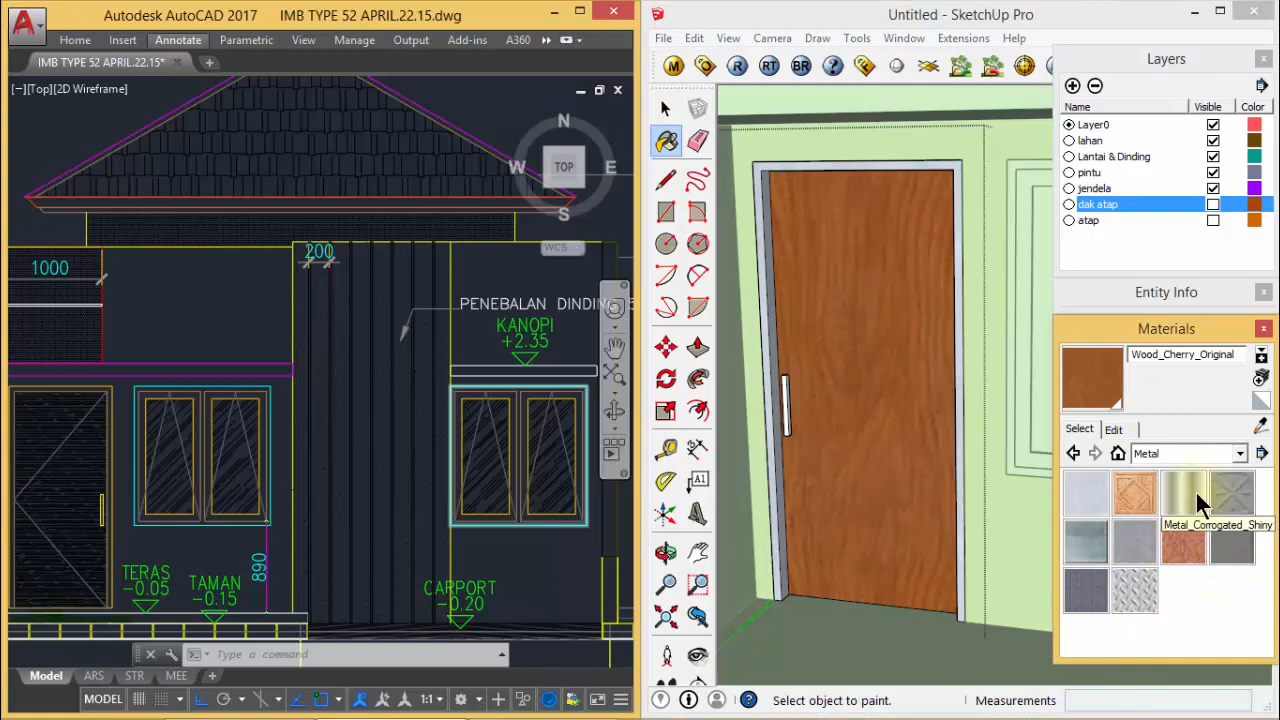 Autodesk AutoCAD 2017 IMB TYPE 52 APRIL.22.15.dwg
Home Insert Annotate Parametric View Manage Output Add-ins A360
IMB TYPE 52 APRIL.22.15*
[−][Top][2D Wireframe]
N
W TOP E
S
WCS
1000
200
PENEBALAN DINDING
KANOPI
+2.35
890
TERAS
-0.05
TAMAN
-0.15
CARPORT
-0.20
Type a command
Model ARS STR MEE
MODEL 1:1
Untitled - SketchUp Pro
File Edit View Camera Draw Tools Window Extensions Help
M R RT BR ?
A1
Layers
Name Visible Color
Layer0
lahan
Lantai & Dinding
pintu
jendela
dak atap
atap
Entity Info
Materials
Wood_Cherry_Original
Select Edit
Metal
Metal_Corrogated_Shiny
Select object to paint. Measurements